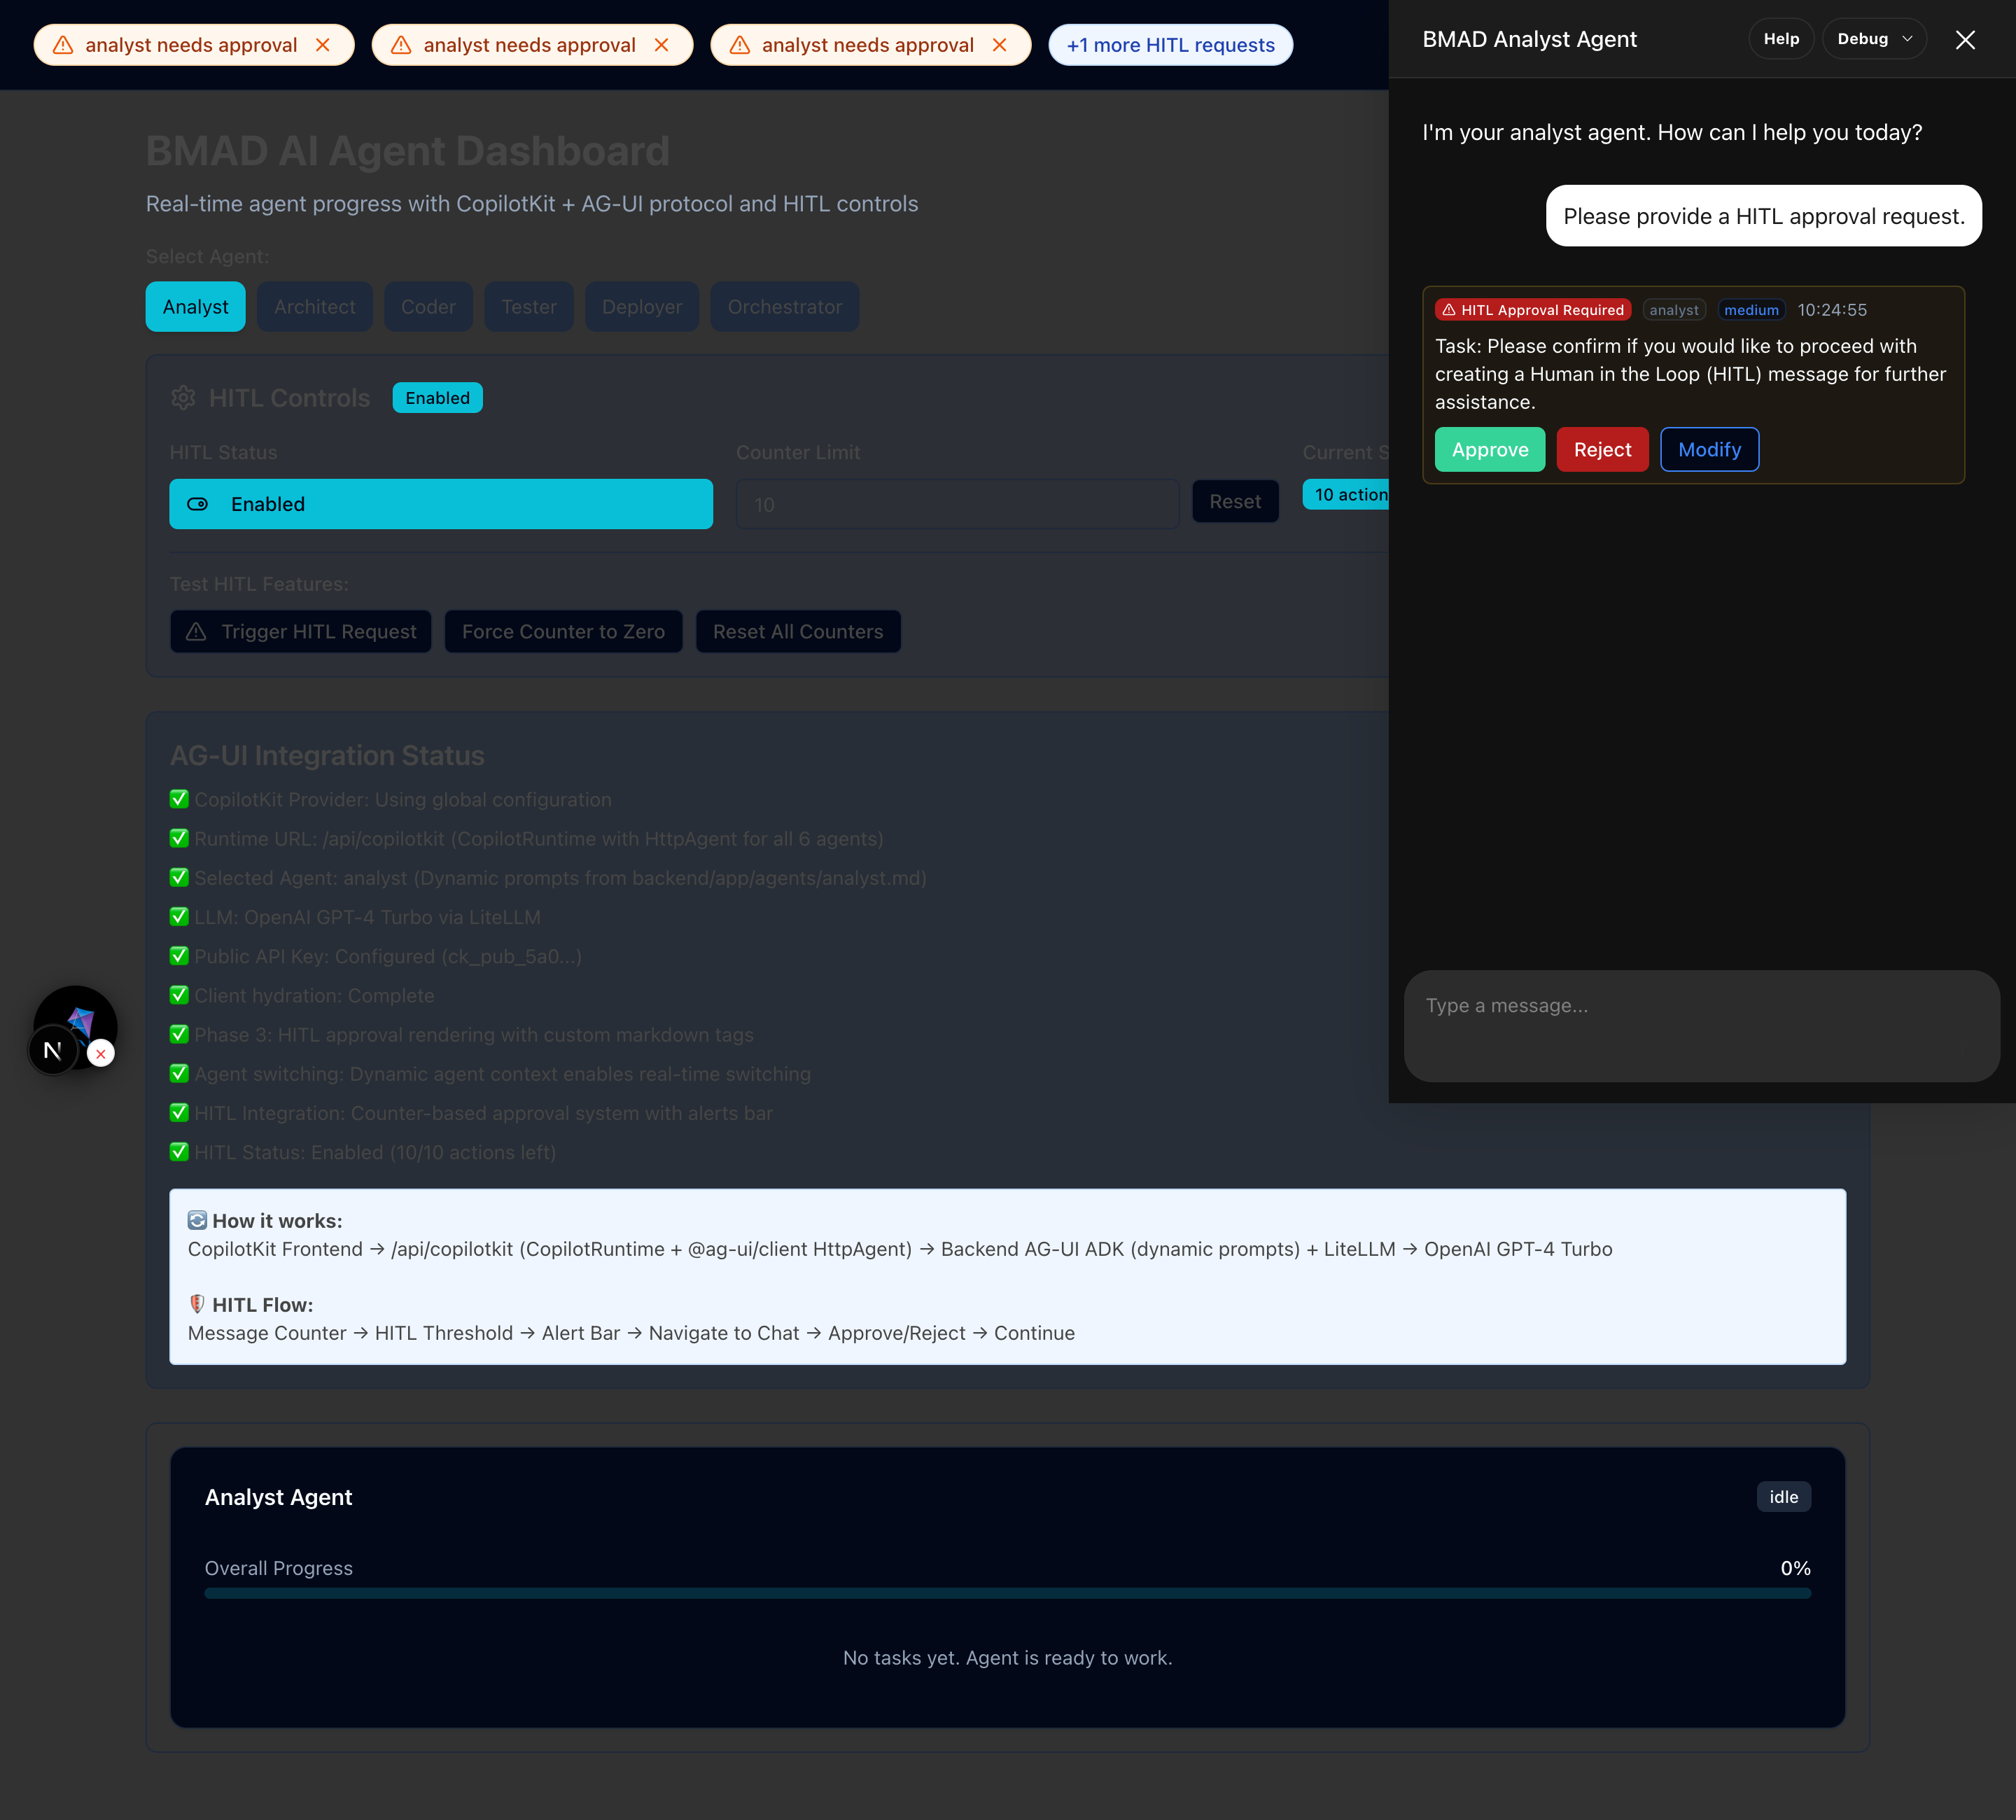 analyst needs approval
analyst needs approval
analyst needs approval
+1 more HITL requests
BMAD AI Agent Dashboard
Real-time agent progress with CopilotKit + AG-UI protocol and HITL controls
Select Agent:
Analyst
Architect
Coder
Tester
Deployer
Orchestrator
HITL Controls
Enabled
HITL Status
Enabled
Counter Limit
10
Reset
Current S
10 action
Test HITL Features:
Trigger HITL Request
Force Counter to Zero
Reset All Counters
AG-UI Integration Status
✅ CopilotKit Provider: Using global configuration
✅ Runtime URL: /api/copilotkit (CopilotRuntime with HttpAgent for all 6 agents)
✅ Selected Agent: analyst (Dynamic prompts from backend/app/agents/analyst.md)
✅ LLM: OpenAI GPT-4 Turbo via LiteLLM
✅ Public API Key: Configured (ck_pub_5a0...)
✅ Client hydration: Complete
✅ Phase 3: HITL approval rendering with custom markdown tags
✅ Agent switching: Dynamic agent context enables real-time switching
✅ HITL Integration: Counter-based approval system with alerts bar
✅ HITL Status: Enabled (10/10 actions left)
🔄 How it works:
CopilotKit Frontend → /api/copilotkit (CopilotRuntime + @ag-ui/client HttpAgent) → Backend AG-UI ADK (dynamic prompts) + LiteLLM → OpenAI GPT-4 Turbo
🛡️ HITL Flow:
Message Counter → HITL Threshold → Alert Bar → Navigate to Chat → Approve/Reject → Continue
Analyst Agent
idle
Overall Progress
0%
No tasks yet. Agent is ready to work.
N
BMAD Analyst Agent
Help
Debug
I'm your analyst agent. How can I help you today?
Please provide a HITL approval request.
HITL Approval Required
analyst
medium
10:24:55
Task: Please confirm if you would like to proceed with
creating a Human in the Loop (HITL) message for further
assistance.
Approve
Reject
Modify
Type a message...